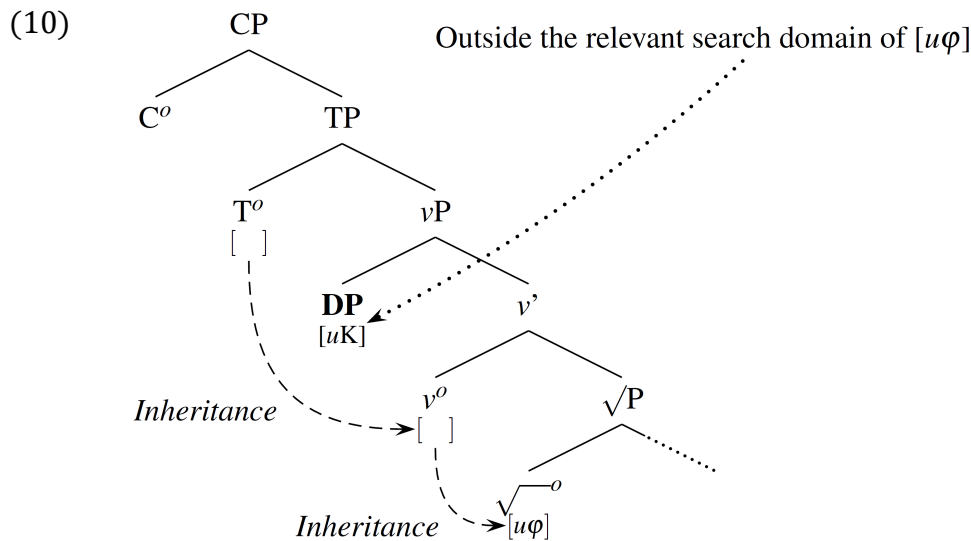 (10)
CP
Outside the relevant search domain of [uφ]
Cº
TP
Tº
[ ]
vP
DP
[uK]
v’
Inheritance
vº
[ ]
√P
√º
Inheritance
[uφ]